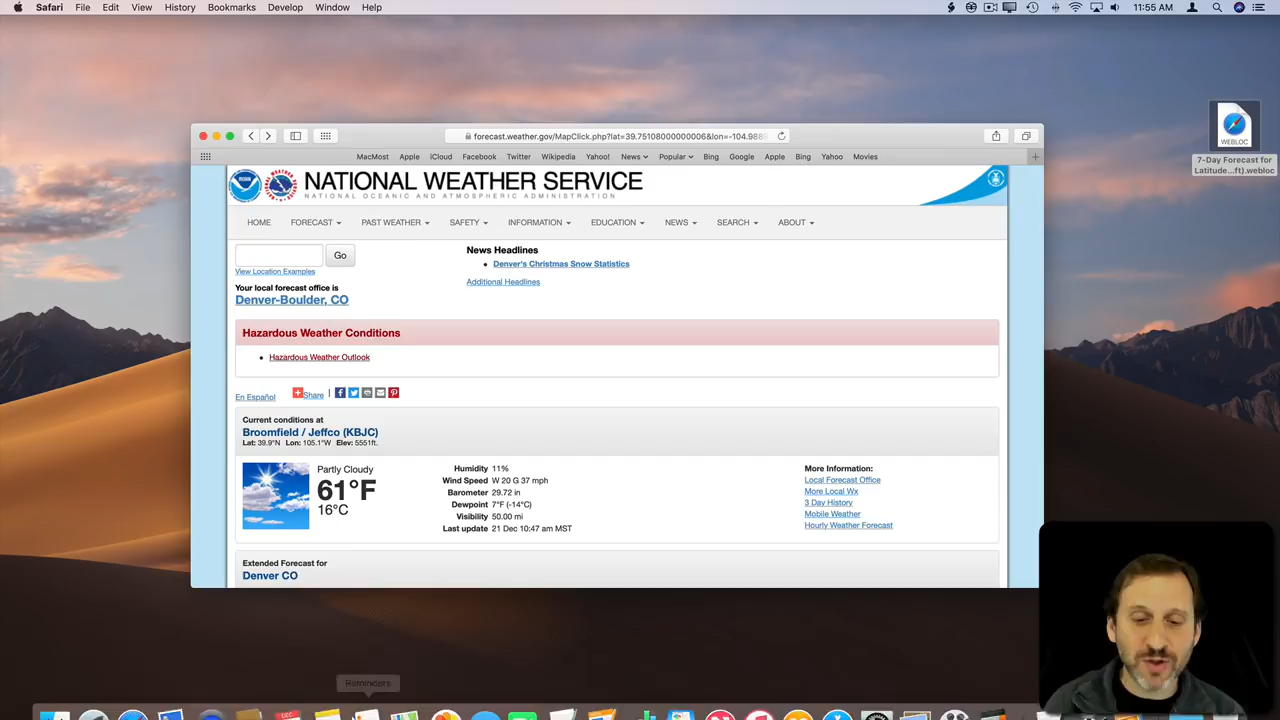 Safari File Edit View History Bookmarks Develop Window Help 11:55 AM
forecast.weather.gov/MapClick.php?lat=39.75108000000006&lon=-104.9889
MacMost Apple iCloud Facebook Twitter Wikipedia Yahoo! News Popular Bing Google Apple Bing Yahoo Movies
WEBLOC
7-Day Forecast for
Latitude...ft).webloc
NATIONAL WEATHER SERVICE
NATIONAL OCEANIC AND ATMOSPHERIC ADMINISTRATION
HOME FORECAST PAST WEATHER SAFETY INFORMATION EDUCATION NEWS SEARCH ABOUT
Go
View Location Examples
Your local forecast office is
Denver-Boulder, CO
News Headlines
Denver's Christmas Snow Statistics
Additional Headlines
Hazardous Weather Conditions
Hazardous Weather Outlook
En Español Share |
Current conditions at
Broomfield / Jeffco (KBJC)
Lat: 39.9°N Lon: 105.1°W Elev: 5551ft.
Partly Cloudy
61°F
16°C
Humidity 11%
Wind Speed W 20 G 37 mph
Barometer 29.72 in
Dewpoint 7°F (-14°C)
Visibility 50.00 mi
Last update 21 Dec 10:47 am MST
More Information:
Local Forecast Office
More Local Wx
3 Day History
Mobile Weather
Hourly Weather Forecast
Extended Forecast for
Denver CO
Reminders
DEC